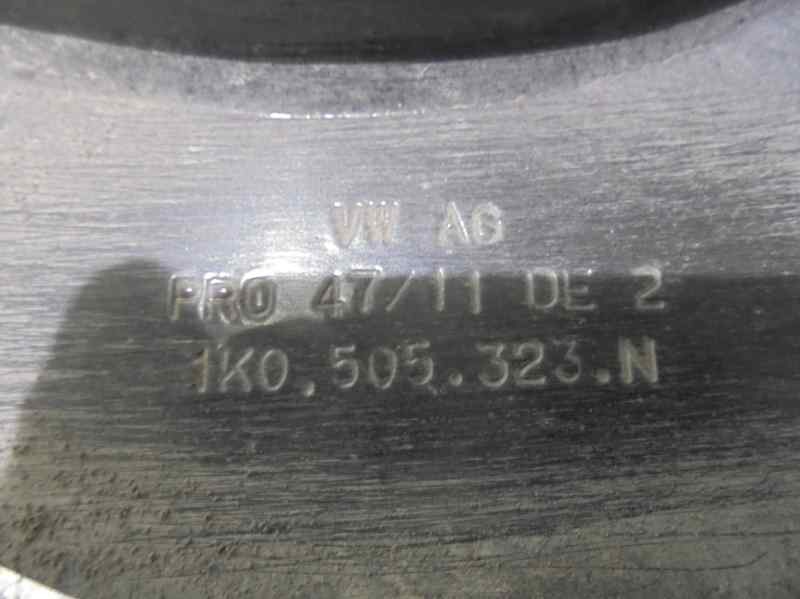 VW AG
PRO 47/11 DE 2
1K0.505.323.N